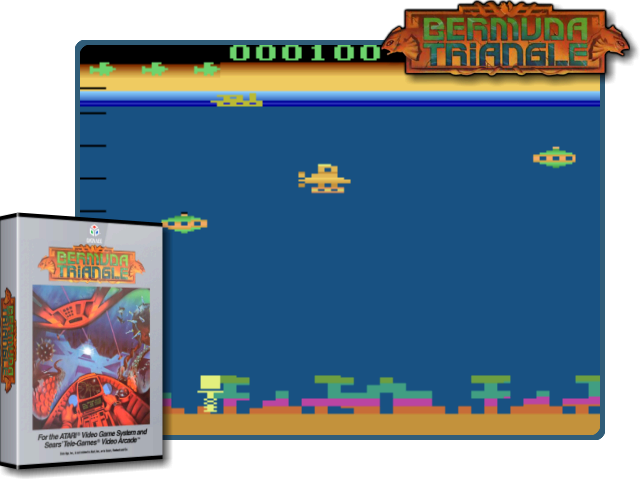 000100
BERMUDA
TRIANGLE
BERMUDA
TRIANGLE
For the ATARI® Video Game System and
Sears® Tele-Games® Video Arcade™